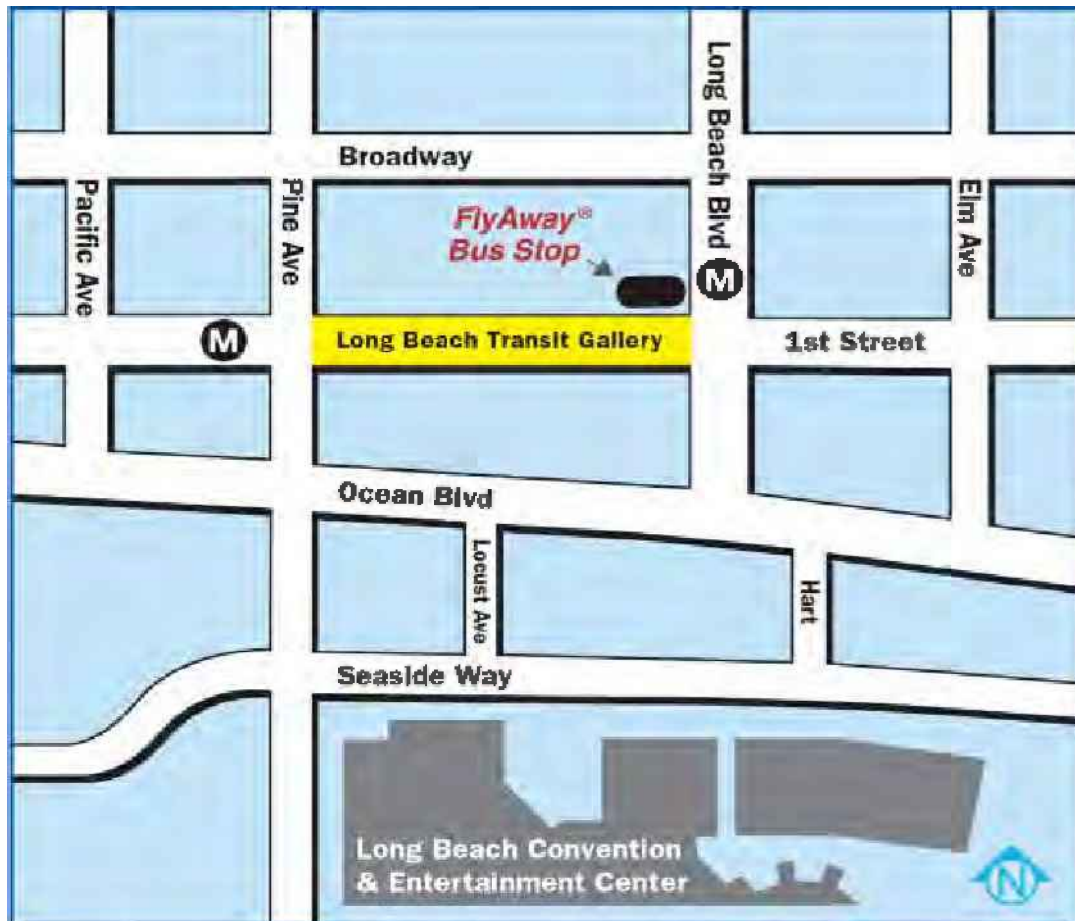 Long Beach Blvd
Broadway
Pacific Ave
Pine Ave
FlyAway®
Bus Stop
Elm Ave
M
M
Long Beach Transit Gallery
1st Street
Ocean Blvd
Locust Ave
Hart
Seaside Way
Long Beach Convention
& Entertainment Center
N